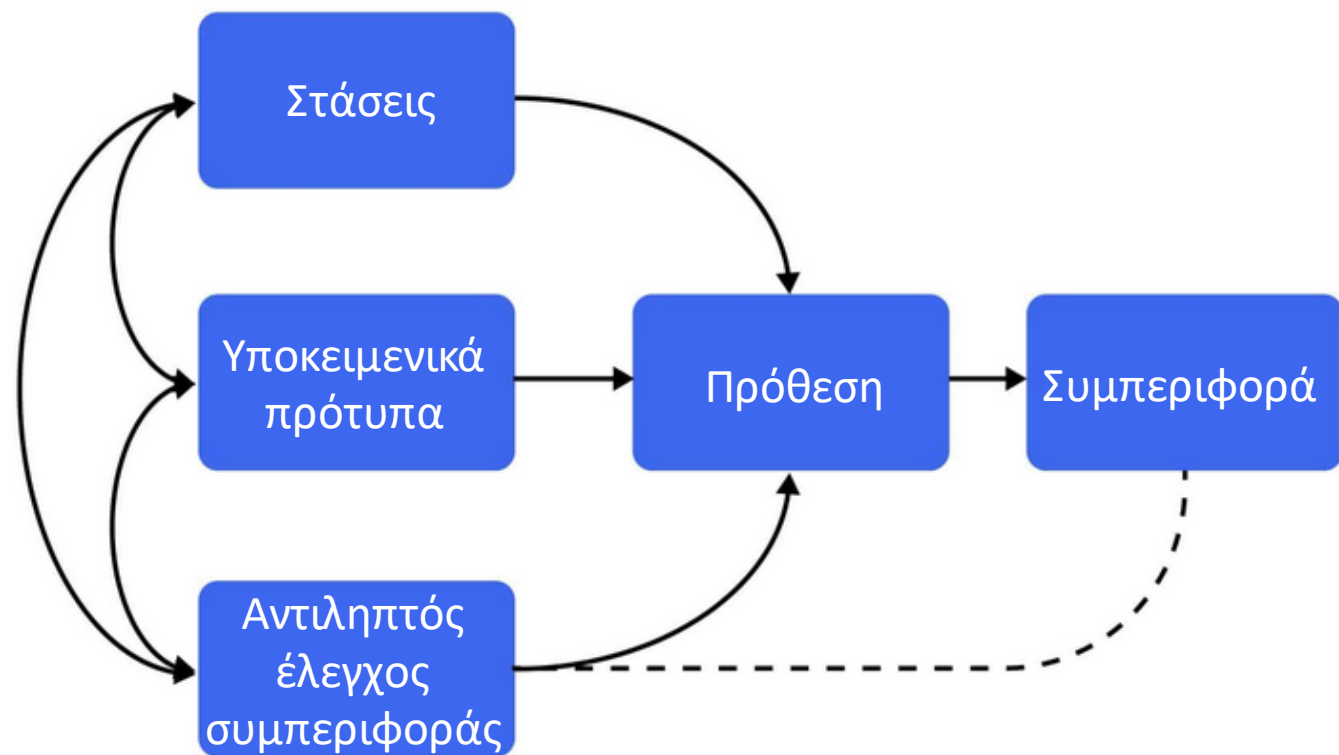 Στάσεις
Υποκειμενικά
πρότυπα
Πρόθεση
Συμπεριφορά
Αντιληπτός
έλεγχος
συμπεριφοράς